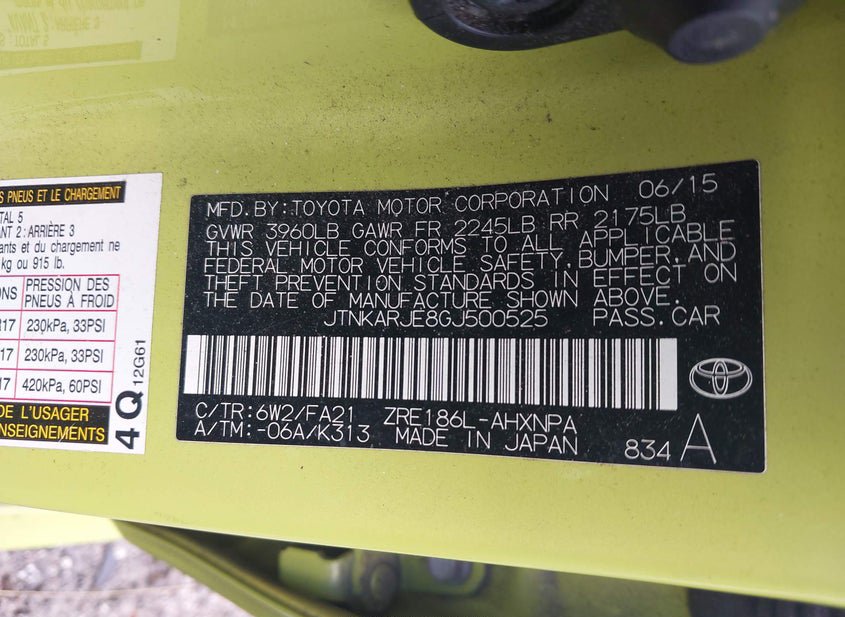 S PNEUS ET LE CHARGEMENT
TAL 5
ANT 2: ARRIÈRE 3
ants et du chargement ne
kg ou 915 lb.
ONS PRESSION DES PNEUS À FROID
R17 230kPa, 33PSI
17 230kPa, 33PSI
17 420kPa, 60PSI
DE L'USAGER
ENSEIGNEMENTS
4Q 12G61
MFD. BY: TOYOTA MOTOR CORPORATION 06/15
GVWR 3960LB GAWR FR 2245LB RR 2175LB
THIS VEHICLE CONFORMS TO ALL APPLICABLE
FEDERAL MOTOR VEHICLE SAFETY, BUMPER, AND
THEFT PREVENTION STANDARDS IN EFFECT ON
THE DATE OF MANUFACTURE SHOWN ABOVE.
JTNKARJE8GJ500525 PASS.CAR
C/TR:6W2/FA21 ZRE186L-AHXNPA
A/TM:-06A/K313 MADE IN JAPAN 834 A